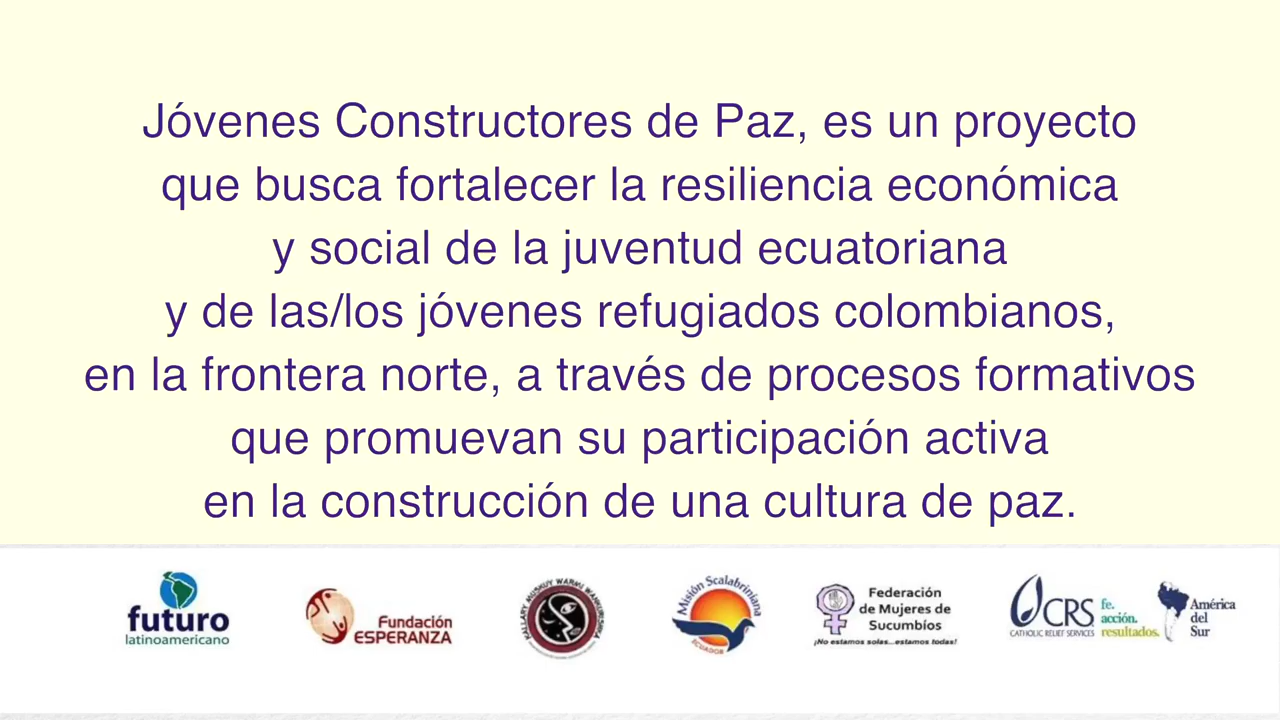 Jóvenes Constructores de Paz, es un proyecto
que busca fortalecer la resiliencia económica
y social de la juventud ecuatoriana
y de las/los jóvenes refugiados colombianos,
en la frontera norte, a través de procesos formativos
que promuevan su participación activa
en la construcción de una cultura de paz.
futuro
latinoamericano
Fundación
ESPERANZA
Misión Scalabriniana
ECUADOR
Federación
de Mujeres de
Sucumbíos
¡No estamos solas...estamos todas!
CRS
CATHOLIC RELIEF SERVICES
fe.
acción.
resultados.
América
del
Sur